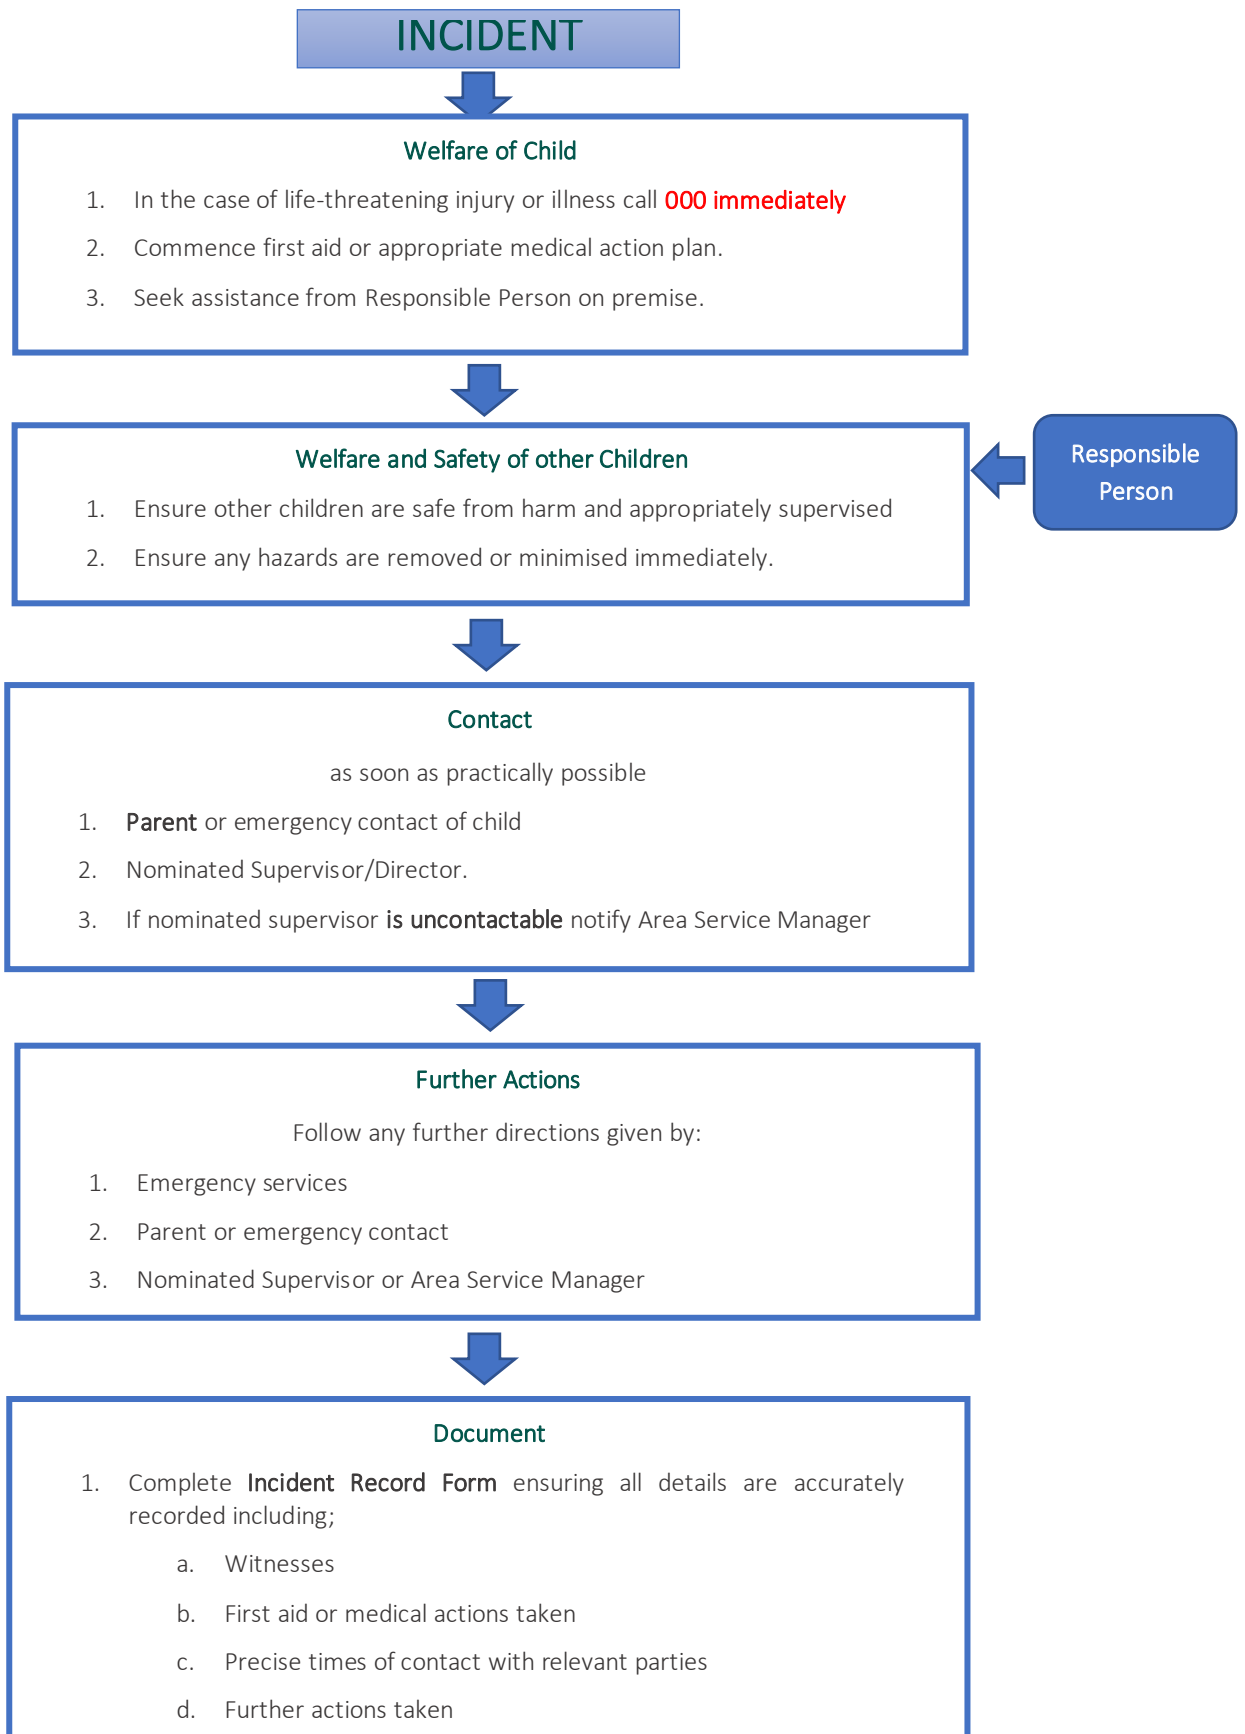 INCIDENT
Welfare of Child
1. In the case of life-threatening injury or illness call 000 immediately
2. Commence first aid or appropriate medical action plan.
3. Seek assistance from Responsible Person on premise.
Welfare and Safety of other Children
1. Ensure other children are safe from harm and appropriately supervised
2. Ensure any hazards are removed or minimised immediately.
Responsible
Person
Contact
as soon as practically possible
1. Parent or emergency contact of child
2. Nominated Supervisor/Director.
3. If nominated supervisor is uncontactable notify Area Service Manager
Further Actions
Follow any further directions given by:
1. Emergency services
2. Parent or emergency contact
3. Nominated Supervisor or Area Service Manager
Document
1. Complete Incident Record Form ensuring all details are accurately
recorded including;
a. Witnesses
b. First aid or medical actions taken
c. Precise times of contact with relevant parties
d. Further actions taken